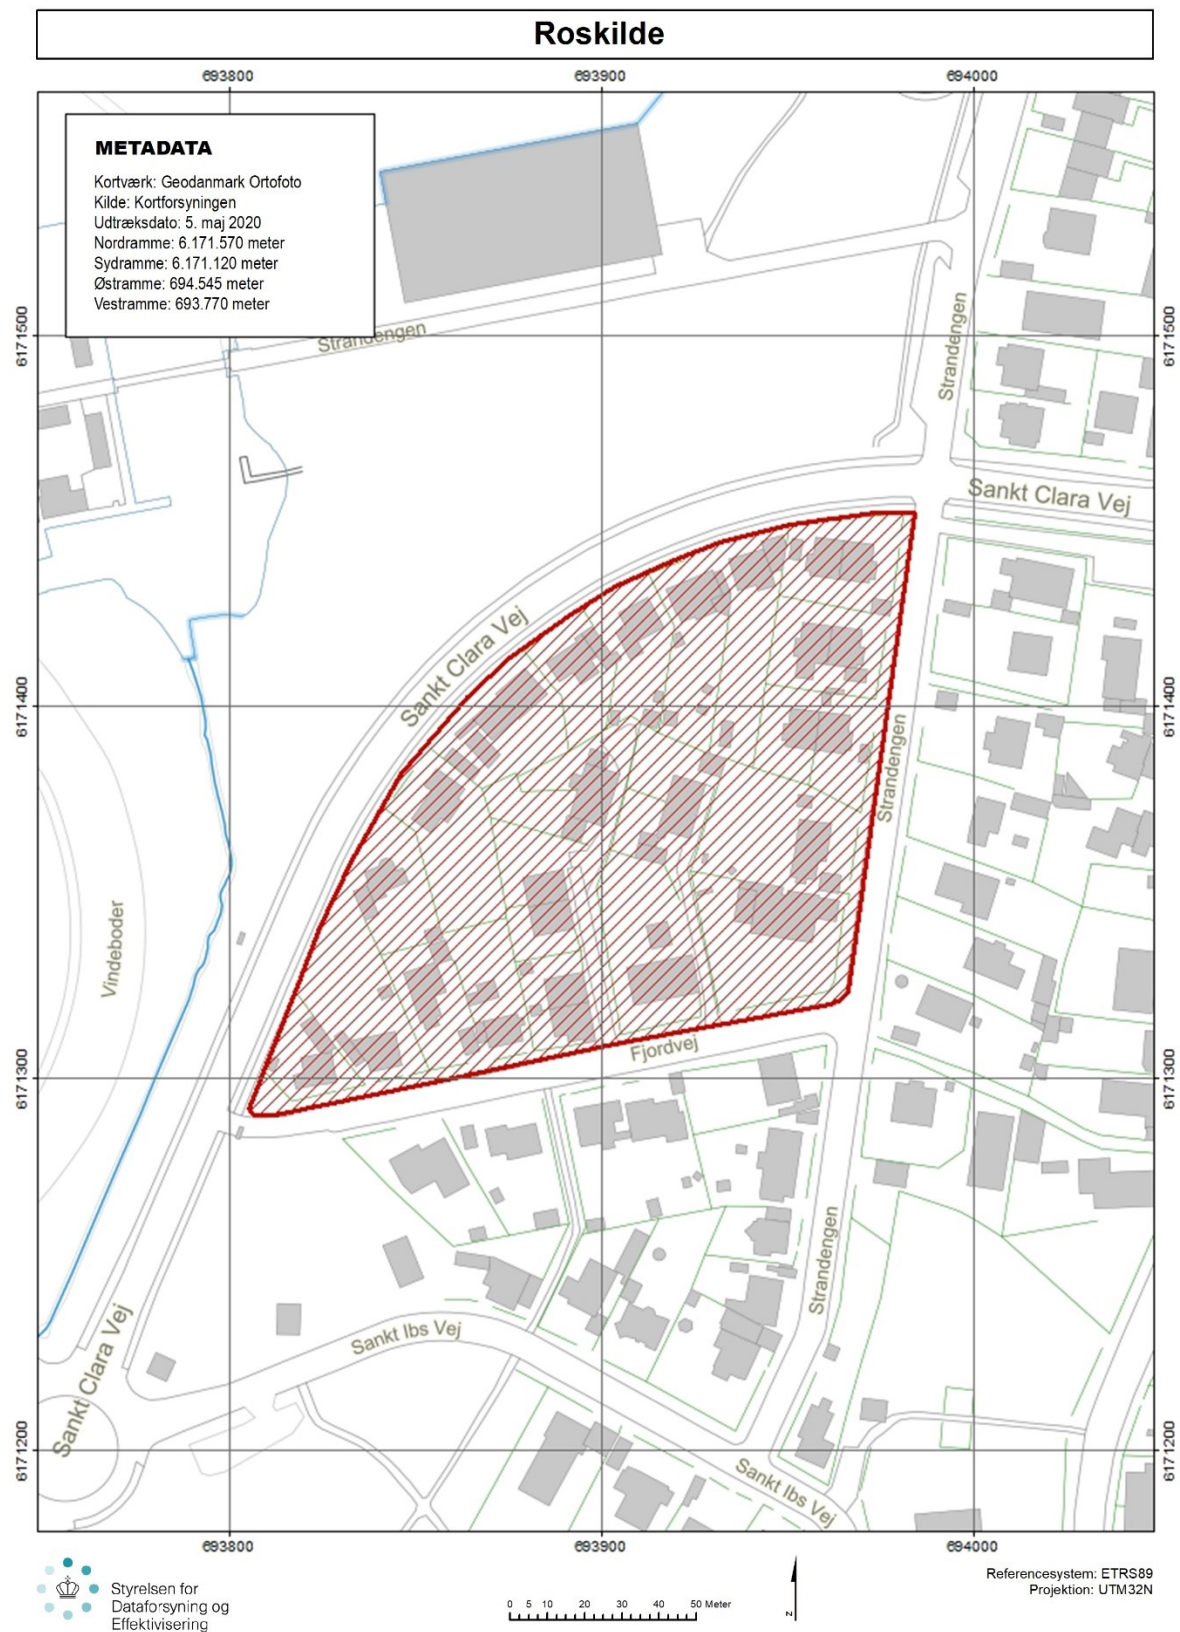 Roskilde
693800
693900
694000
METADATA
Kortværk: Geodanmark Ortofoto
Kilde: Kortforsyningen
Udtræksdato: 5. maj 2020
Nordramme: 6.171.570 meter
Sydramme: 6.171.120 meter
Østramme: 694.545 meter
Vestramme: 693.770 meter
6171500
Strandengen
Strandengen
6171500
Sankt Clara Vej
Sankt Clara Vej
6171400
Strandengen
6171400
Vindeboder
6171300
Fjordvej
6171300
Strandengen
Sankt Clara Vej
Sankt Ibs Vej
6171200
Sankt Ibs Vej
6171200
693800
693900
694000
Styrelsen for
Dataforsyning og
Effektivisering
0 5 10 20 30 40 50 Meter
N
Referencesystem: ETRS89
Projektion: UTM32N